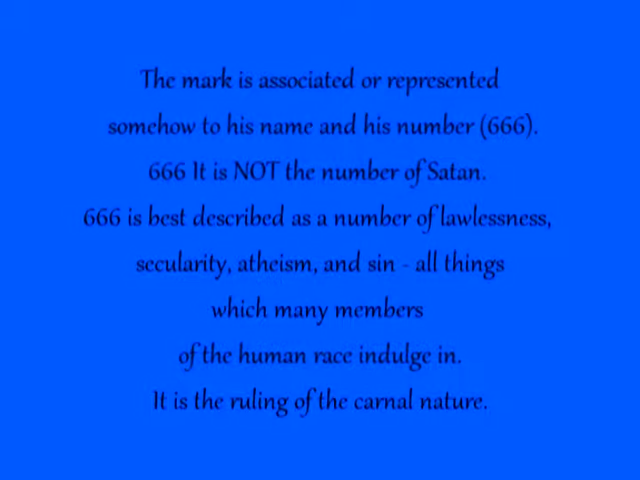 The mark is associated or represented
somehow to his name and his number (666).
666 It is NOT the number of Satan.
666 is best described as a number of lawlessness,
secularity, atheism, and sin - all things
which many members
of the human race indulge in.
It is the ruling of the carnal nature.